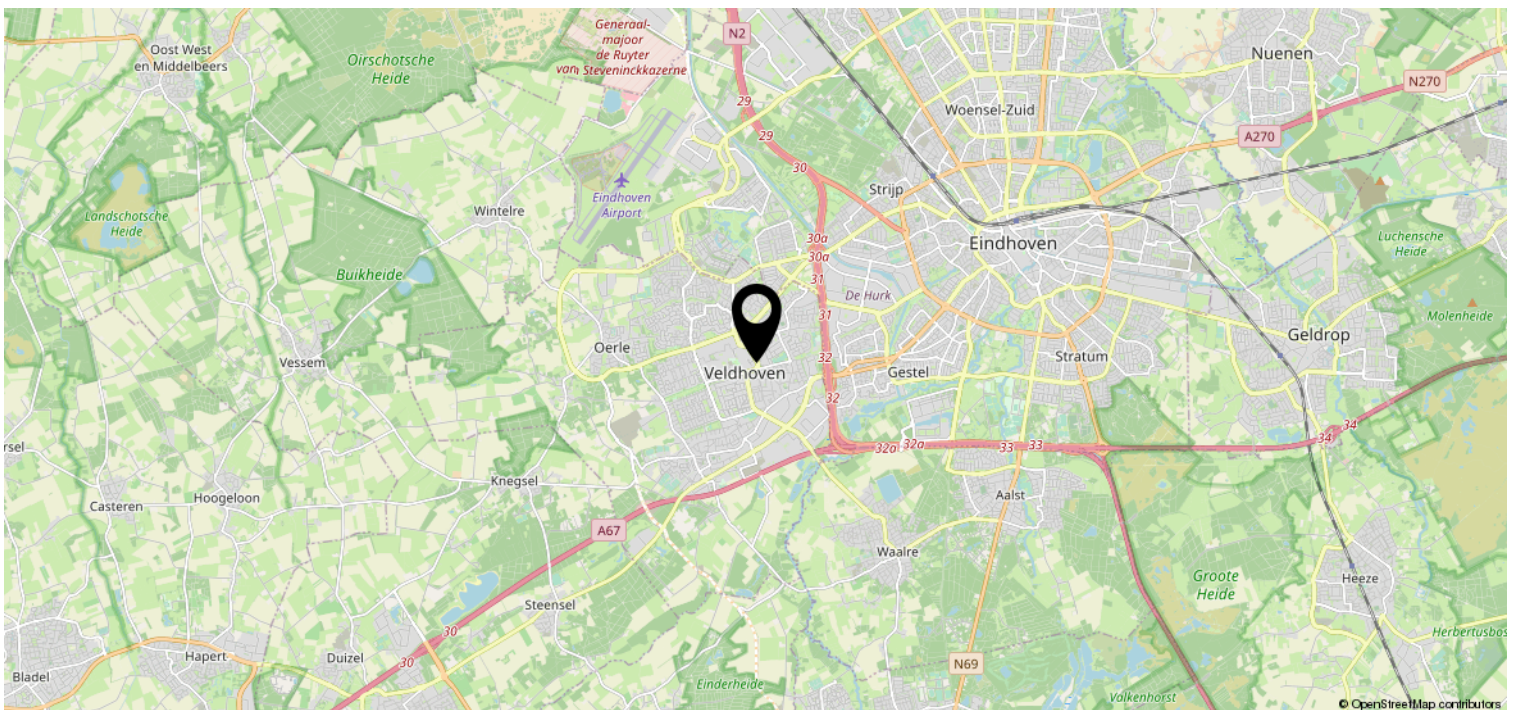 Generaal-
majoor
de Ruyter
van Steveninckkazerne
N2
Oost West
en Middelbeers
Oirschotsche
Heide
Nuenen
N270
29
Woensel-Zuid
29
A270
30
Strijp
Eindhoven
Airport
Wintelre
Landschotsche
Heide
30a
Eindhoven
Luchensche
Heide
30a
Buikheide
31
De Hurk
31
Molenheide
Geldrop
Oerle
Vessem
32
Stratum
Veldhoven
Gestel
32
34
34
rsel
32a
32a
33
33
Knegsel
Hoogeloon
Casteren
Aalst
A67
Waalre
Groote
Heide
Heeze
Steensel
30
Herbertusbos
Hapert
Duizel
30
N69
Bladel
Einderheide
Valkenhorst
© OpenStreetMap contributors